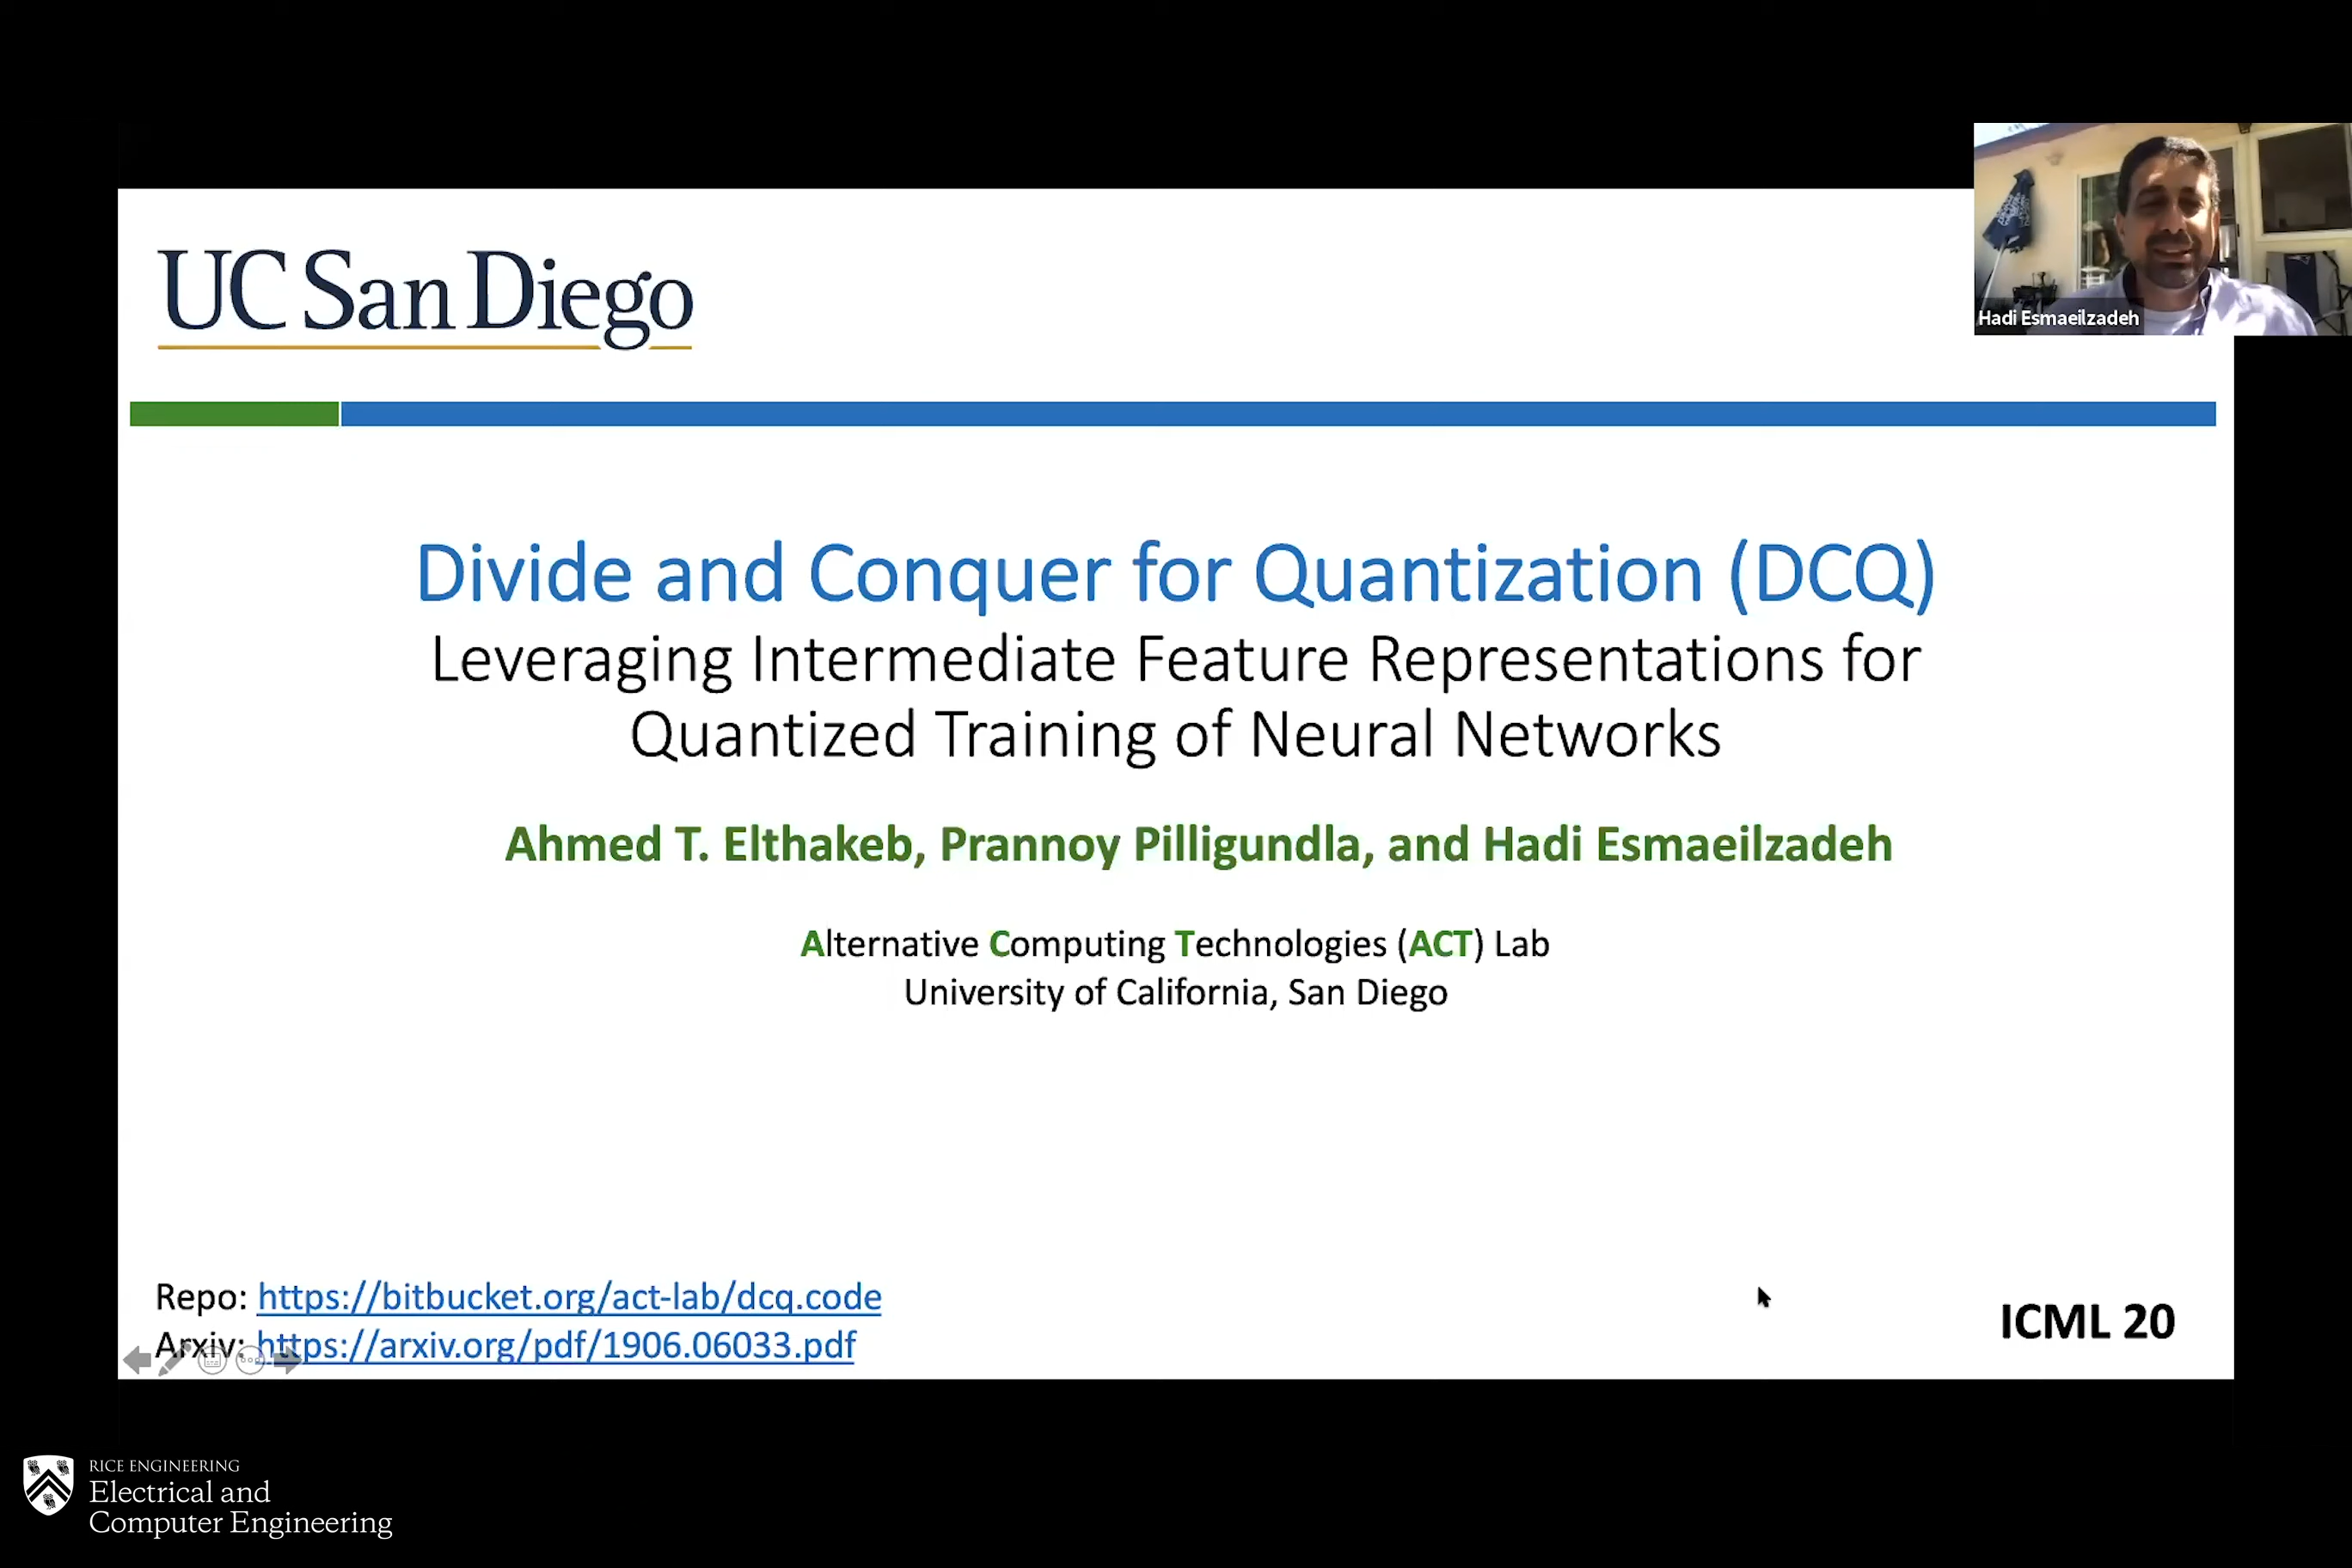 UC San Diego
Hadi Esmaeilzadeh
Divide and Conquer for Quantization (DCQ)
Leveraging Intermediate Feature Representations for
Quantized Training of Neural Networks
Ahmed T. Elthakeb, Prannoy Pilligundla, and Hadi Esmaeilzadeh
Alternative Computing Technologies (ACT) Lab
University of California, San Diego
Repo: https://bitbucket.org/act-lab/dcq.code
Arxiv: https://arxiv.org/pdf/1906.06033.pdf
ICML 20
RICE ENGINEERING
Electrical and
Computer Engineering